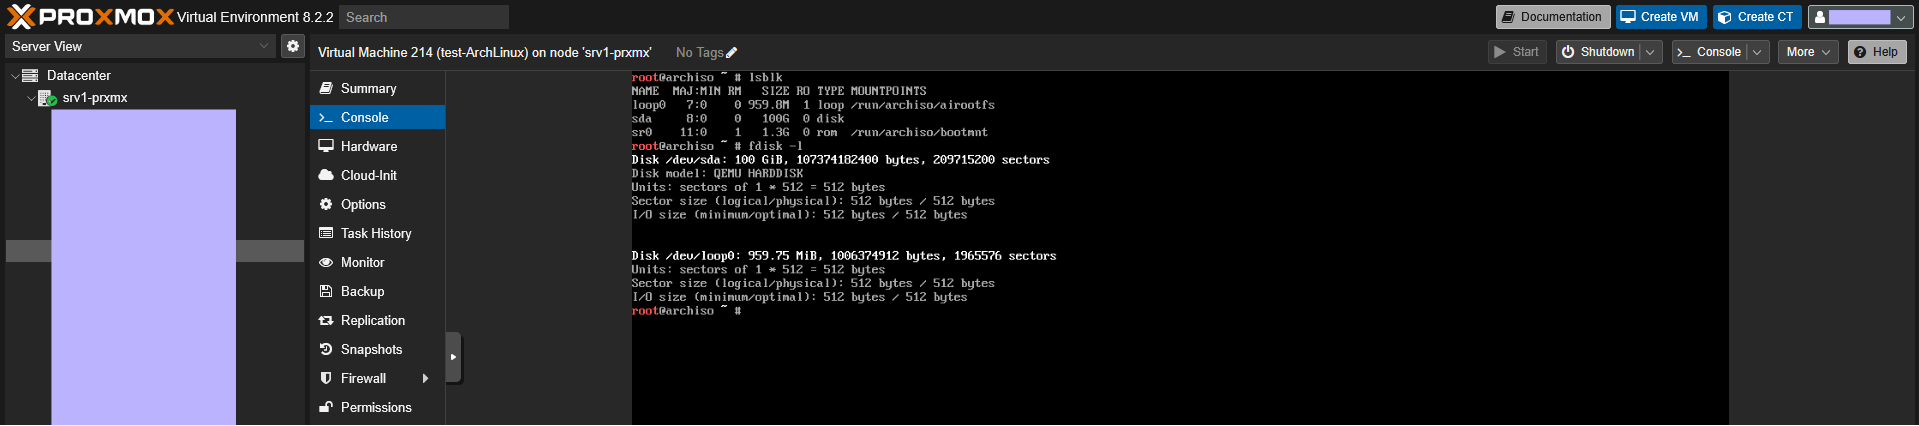 PROXMOX Virtual Environment 8.2.2 Search Documentation Create VM Create CT
Server View
Datacenter
srv1-prxmx
Virtual Machine 214 (test-ArchLinux) on node 'srv1-prxmx' No Tags Start Shutdown >_ Console More Help
Summary
>_ Console
Hardware
Cloud-Init
Options
Task History
Monitor
Backup
Replication
Snapshots
Firewall
Permissions
root@archiso ~ # lsblk
NAME MAJ:MIN RM SIZE RO TYPE MOUNTPOINTS
loop0 7:0 0 959.8M 1 loop /run/archiso/airootfs
sda 8:0 0 100G 0 disk
sr0 11:0 1 1.3G 0 rom /run/archiso/bootmnt
root@archiso ~ # fdisk -l
Disk /dev/sda: 100 GiB, 107374182400 bytes, 209715200 sectors
Disk model: QEMU HARDDISK
Units: sectors of 1 * 512 = 512 bytes
Sector size (logical/physical): 512 bytes / 512 bytes
I/O size (minimum/optimal): 512 bytes / 512 bytes
Disk /dev/loop0: 959.75 MiB, 1006374912 bytes, 1965576 sectors
Units: sectors of 1 * 512 = 512 bytes
Sector size (logical/physical): 512 bytes / 512 bytes
I/O size (minimum/optimal): 512 bytes / 512 bytes
root@archiso ~ #